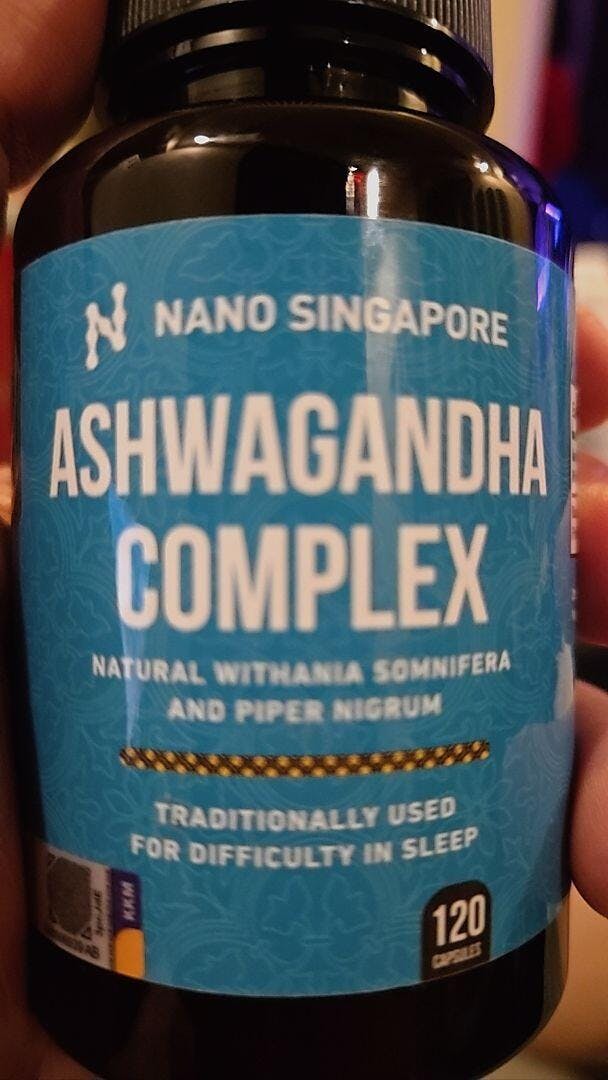 NANO SINGAPORE
ASHWAGANDHA
COMPLEX
NATURAL WITHANIA SOMNIFERA
AND PIPER NIGRUM
TRADITIONALLY USED
FOR DIFFICULTY IN SLEEP
KKM
120
CAPSULES